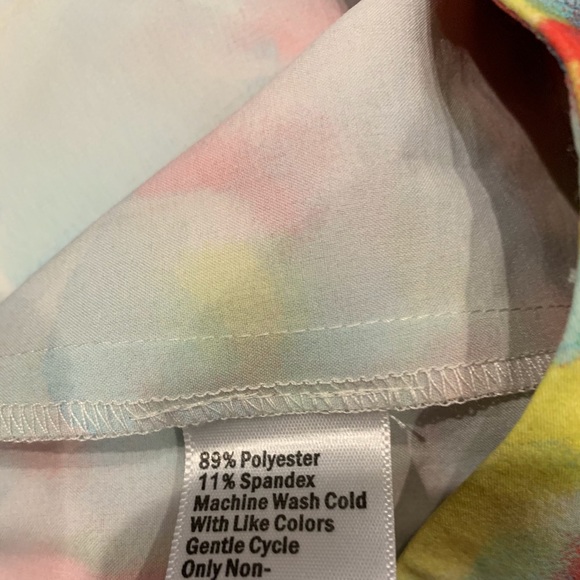 89% Polyester
11% Spandex
Machine Wash Cold
With Like Colors
Gentle Cycle
Only Non-